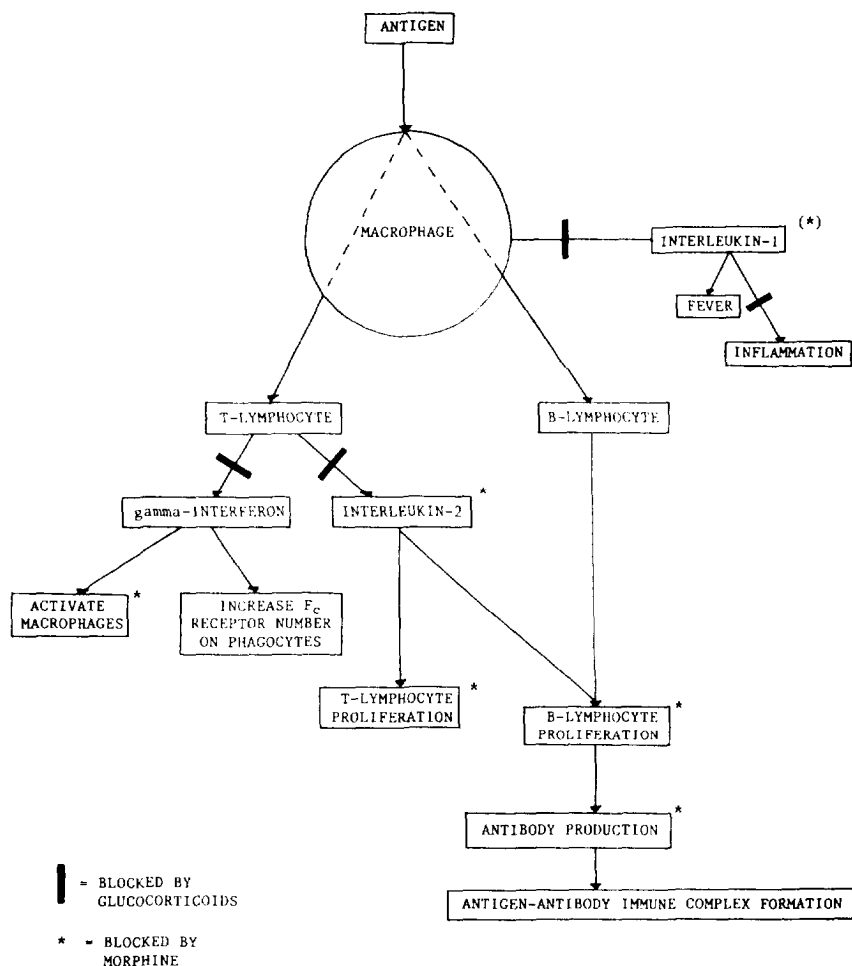 ANTIGEN
MACROPHAGE
(*)
INTERLEUKIN-1
FEVER
INFLAMMATION
T-LYMPHOCYTE
B-LYMPHOCYTE
gamma-INTERFERON
INTERLEUKIN-2
*
ACTIVATE
MACROPHAGES
*
INCREASE Fc
RECEPTOR NUMBER
ON PHAGOCYTES
T-LYMPHOCYTE
PROLIFERATION
*
B-LYMPHOCYTE
PROLIFERATION
*
ANTIBODY PRODUCTION
*
ANTIGEN-ANTIBODY IMMUNE COMPLEX FORMATION
= BLOCKED BY
GLUCOCORTICOIDS
* = BLOCKED BY
MORPHINE